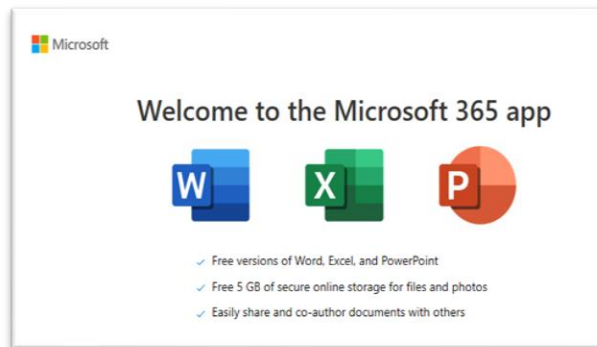 Microsoft
Welcome to the Microsoft 365 app
W X P
Free versions of Word, Excel, and PowerPoint
Free 5 GB of secure online storage for files and photos
Easily share and co-author documents with others